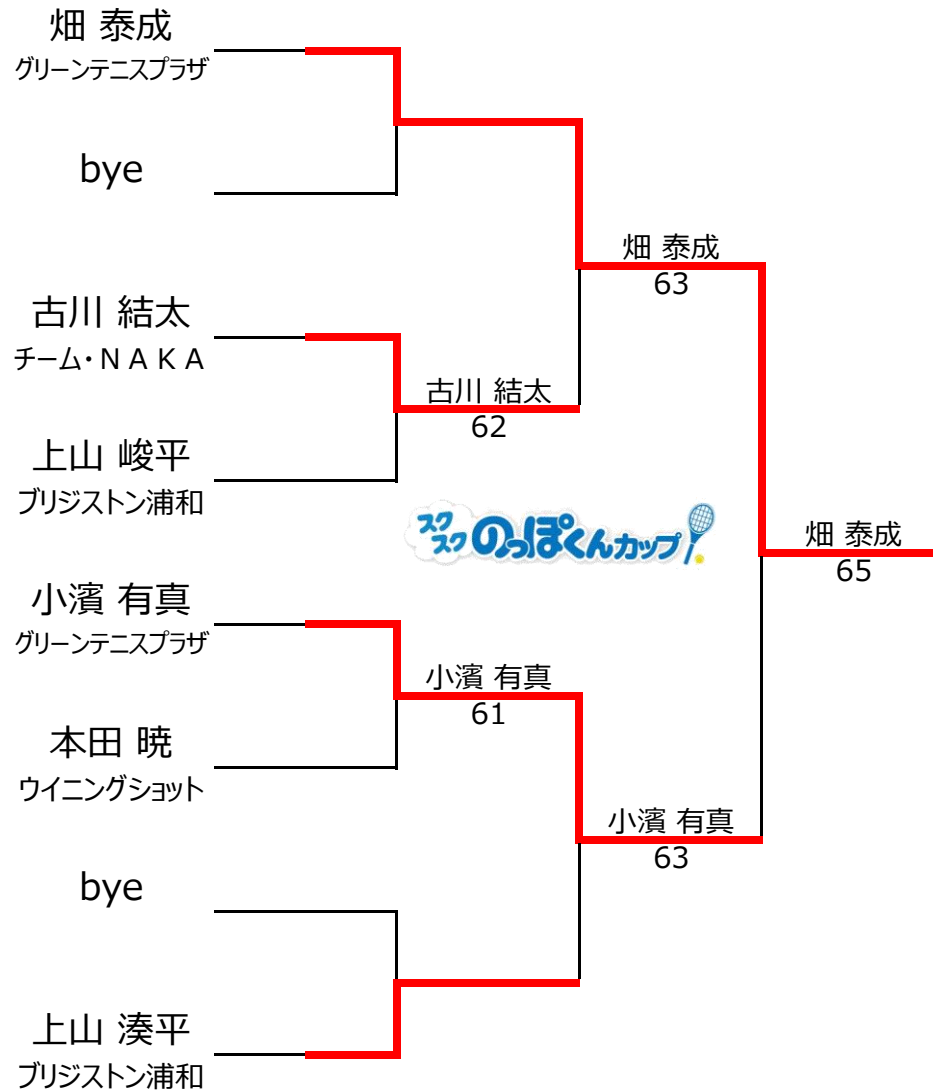 畑 泰成
グリーンテニスプラザ
bye
畑 泰成
63
古川 結太
チーム・ＮＡＫＡ
古川 結太
62
上山 峻平
ブリジストン浦和
スク
スク のっぽくんカップ
畑 泰成
65
小濱 有真
グリーンテニスプラザ
小濱 有真
61
本田 暁
ウイニングショット
小濱 有真
63
bye
上山 湊平
ブリジストン浦和